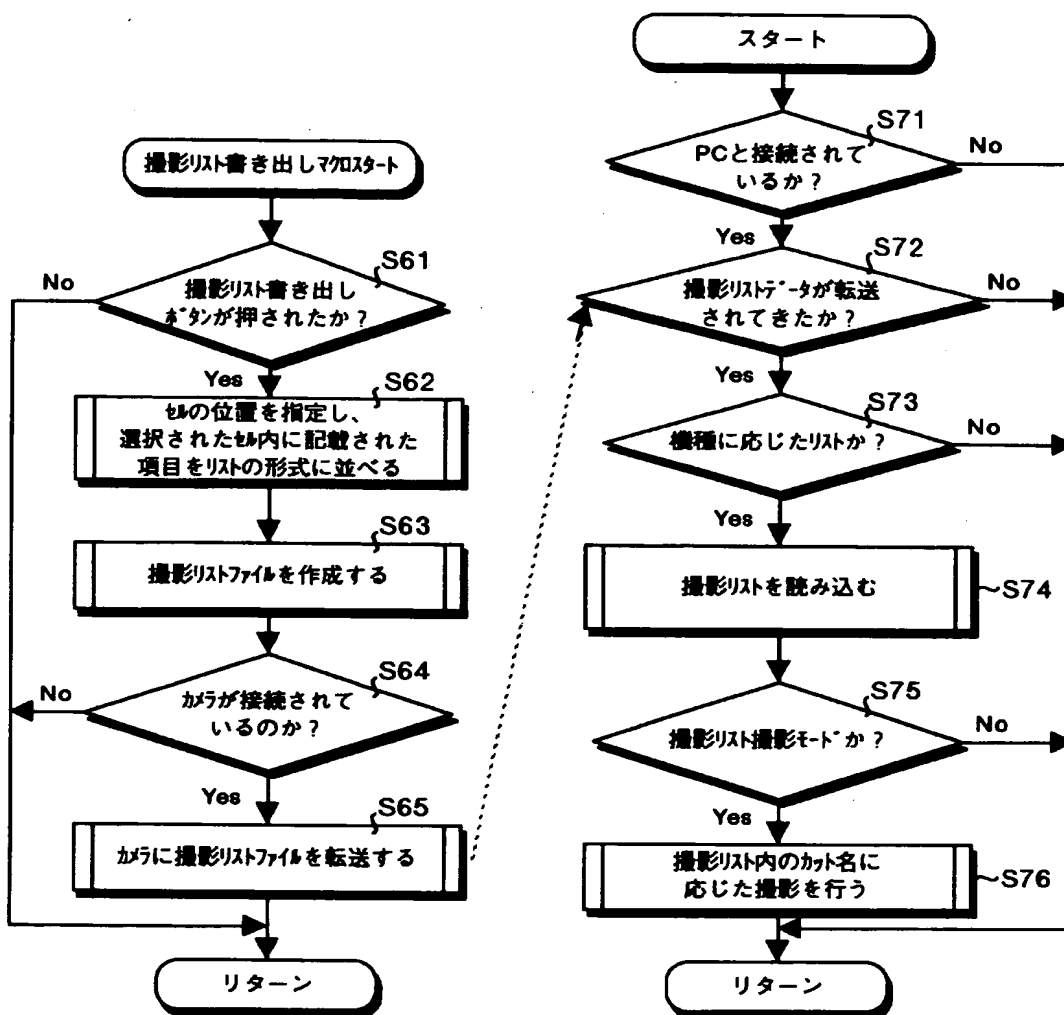 撮影リスト書き出しマクロスタート
S61
撮影リスト書き出し
ボタンが押されたか？
No
Yes
S62
セルの位置を指定し、
選択されたセル内に記載された
項目をリストの形式に並べる
S63
撮影リストファイルを作成する
S64
カメラが接続されて
いるのか？
No
Yes
S65
カメラに撮影リストファイルを転送する
リターン
スタート
S71
PCと接続されて
いるか？
No
Yes
S72
撮影リストデータが転送
されてきたか？
No
Yes
S73
機種に応じたリストか？
No
Yes
撮影リストを読み込む
S74
S75
撮影リスト撮影モードか？
No
Yes
撮影リスト内のカット名に
応じた撮影を行う
S76
リターン